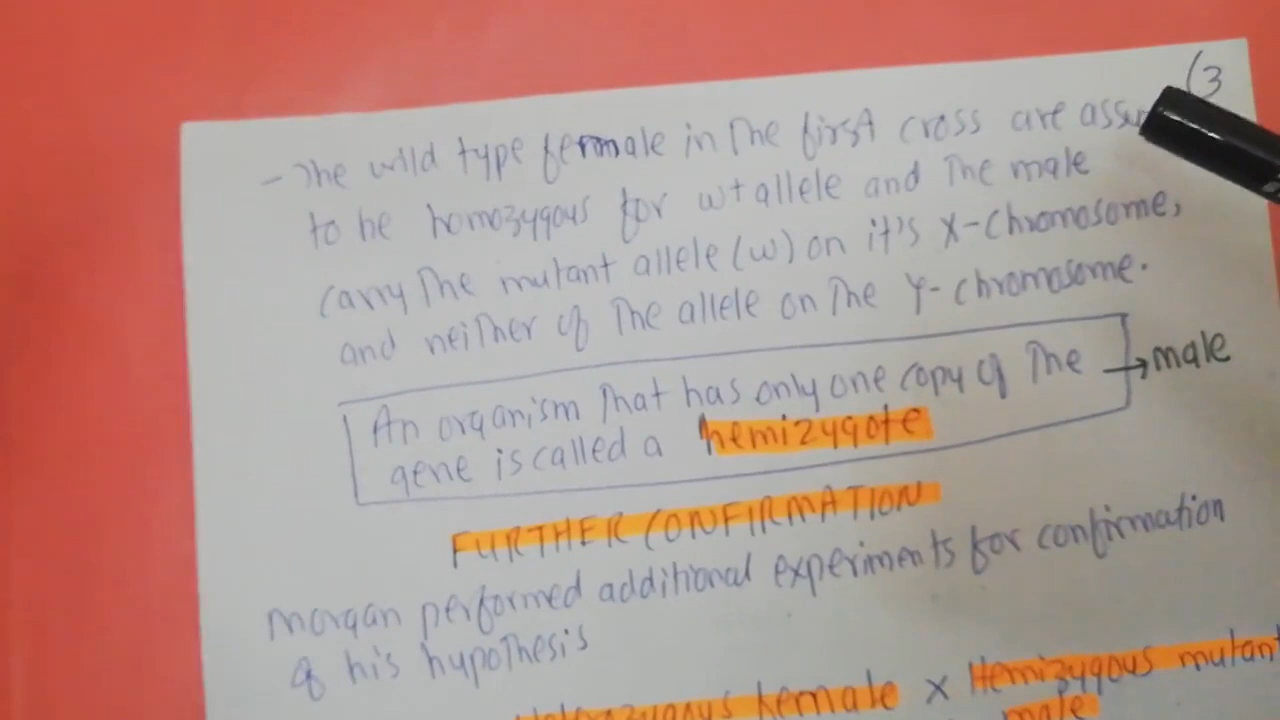 (3
- The wild type female in the first cross are
to be homozygous for w+ allele and the male
carry the mutant allele (w) on it's X-chromosome,
and neither of the allele on the Y-chromosome.
An organism that has only one copy of the → male
gene is called a hemizygote
FURTHER CONFIRMATION
Morgan performed additional experiments for confirmation
of his hypothesis
female x Hemizygous mutant
male